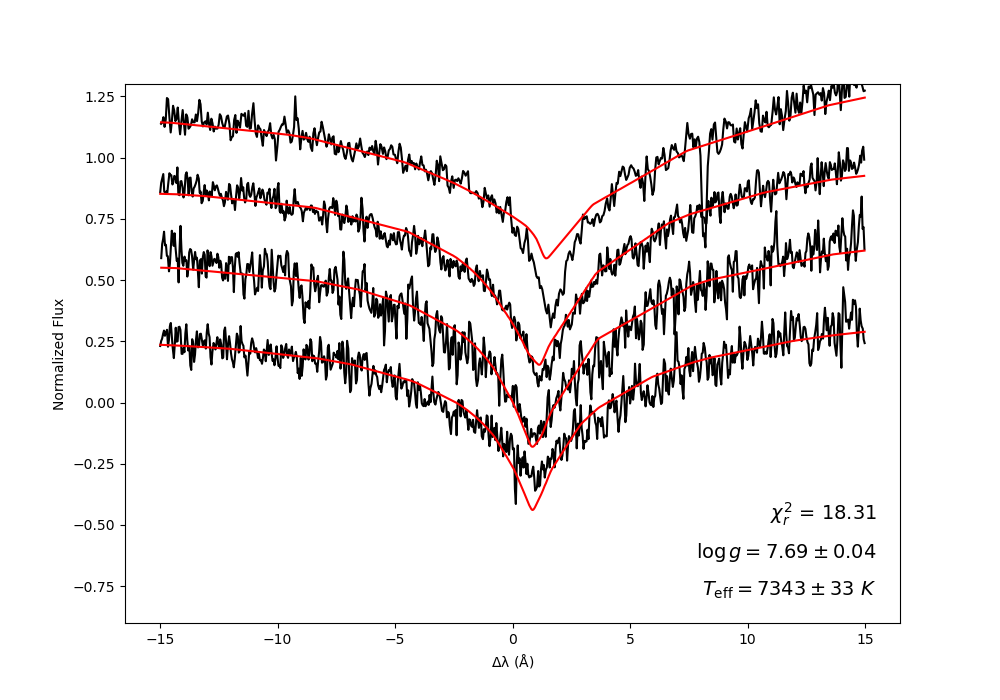 1.25
1.00
0.75
0.50
0.25
0.00
−0.25
−0.50
−0.75
Normalized Flux
χ²ᵣ = 18.31
log g = 7.69 ± 0.04
T_eff = 7343 ± 33 K
−15 −10 −5 0 5 10 15
Δλ (Å)